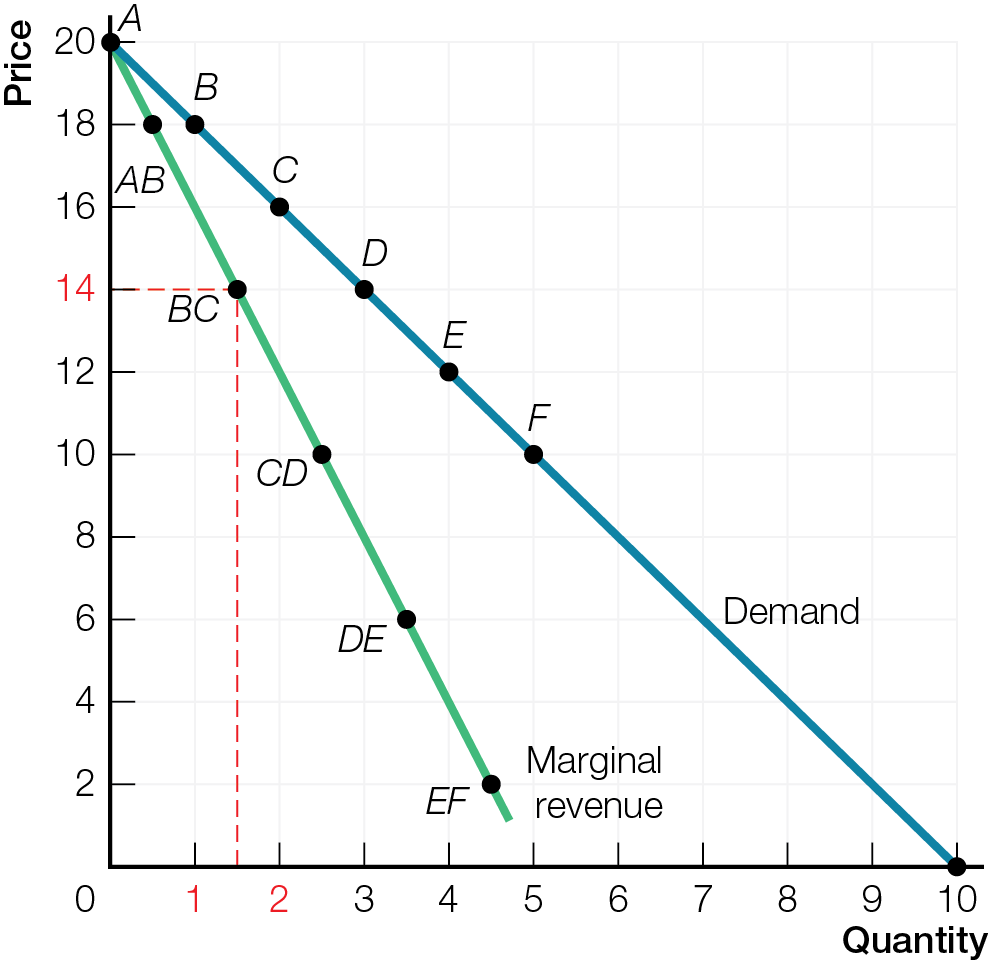 Price
20
A
18
B
AB
16
C
14
BC
D
12
E
10
CD
F
8
6
DE
Demand
4
2
EF
Marginal
revenue
0 1 2 3 4 5 6 7 8 9 10
Quantity